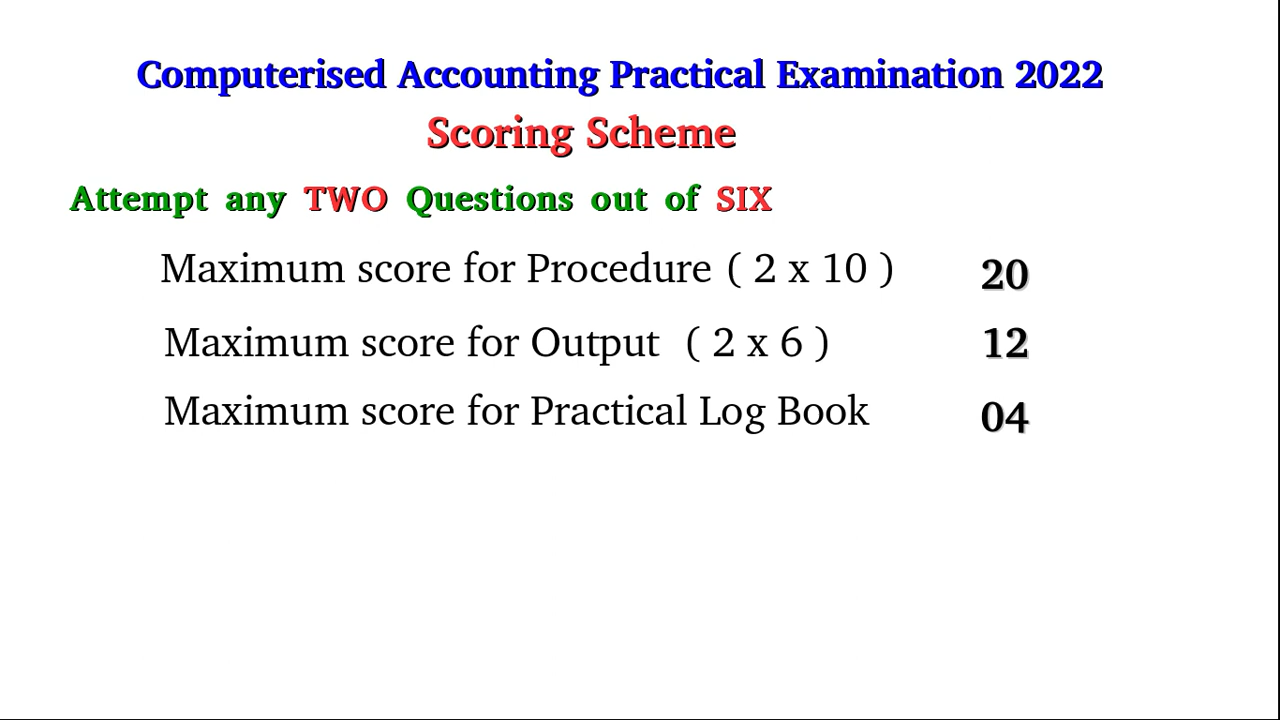 Computerised Accounting Practical Examination 2022
Scoring Scheme
Attempt any TWO Questions out of SIX
Maximum score for Procedure ( 2 x 10 ) 20
Maximum score for Output ( 2 x 6 ) 12
Maximum score for Practical Log Book 04